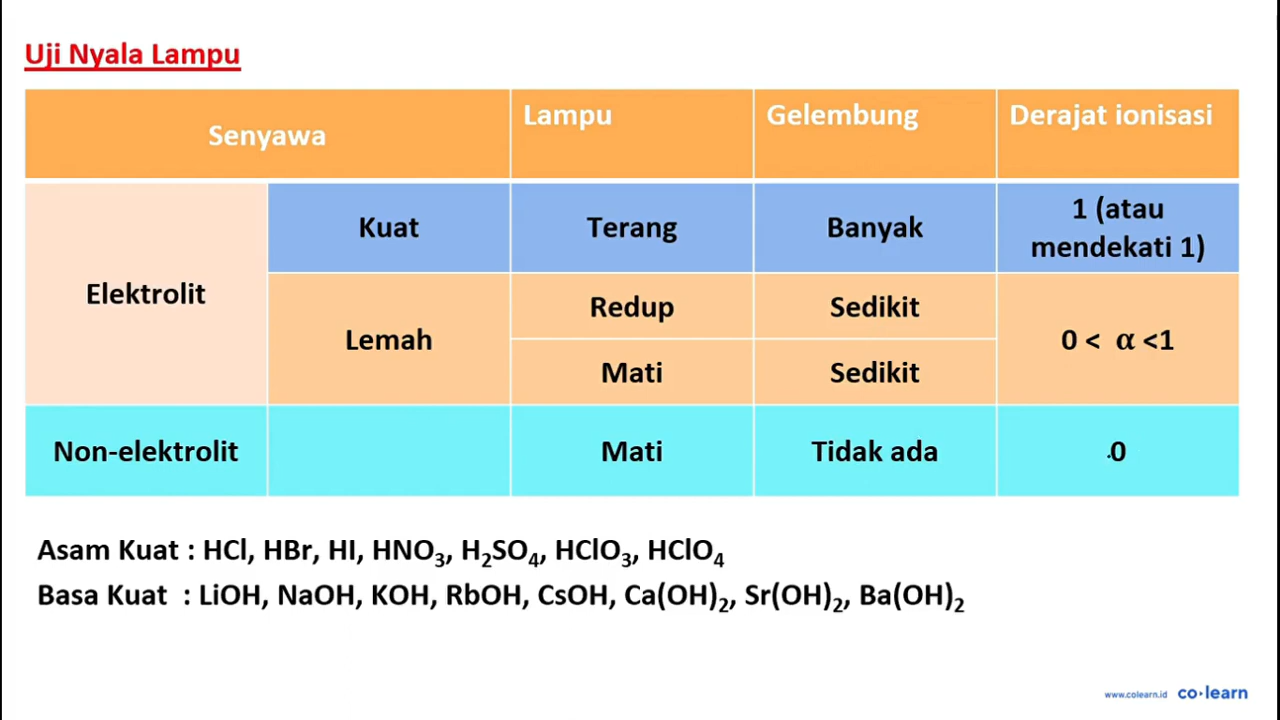 Uji Nyala Lampu
Senyawa
Lampu
Gelembung
Derajat ionisasi
Elektrolit
Kuat
Terang
Banyak
1 (atau
mendekati 1)
Lemah
Redup
Sedikit
0 < α <1
Mati
Sedikit
Non-elektrolit
Mati
Tidak ada
0
Asam Kuat : HCl, HBr, HI, HNO₃, H₂SO₄, HClO₃, HClO₄
Basa Kuat : LiOH, NaOH, KOH, RbOH, CsOH, Ca(OH)₂, Sr(OH)₂, Ba(OH)₂
www.colearn.id co·learn